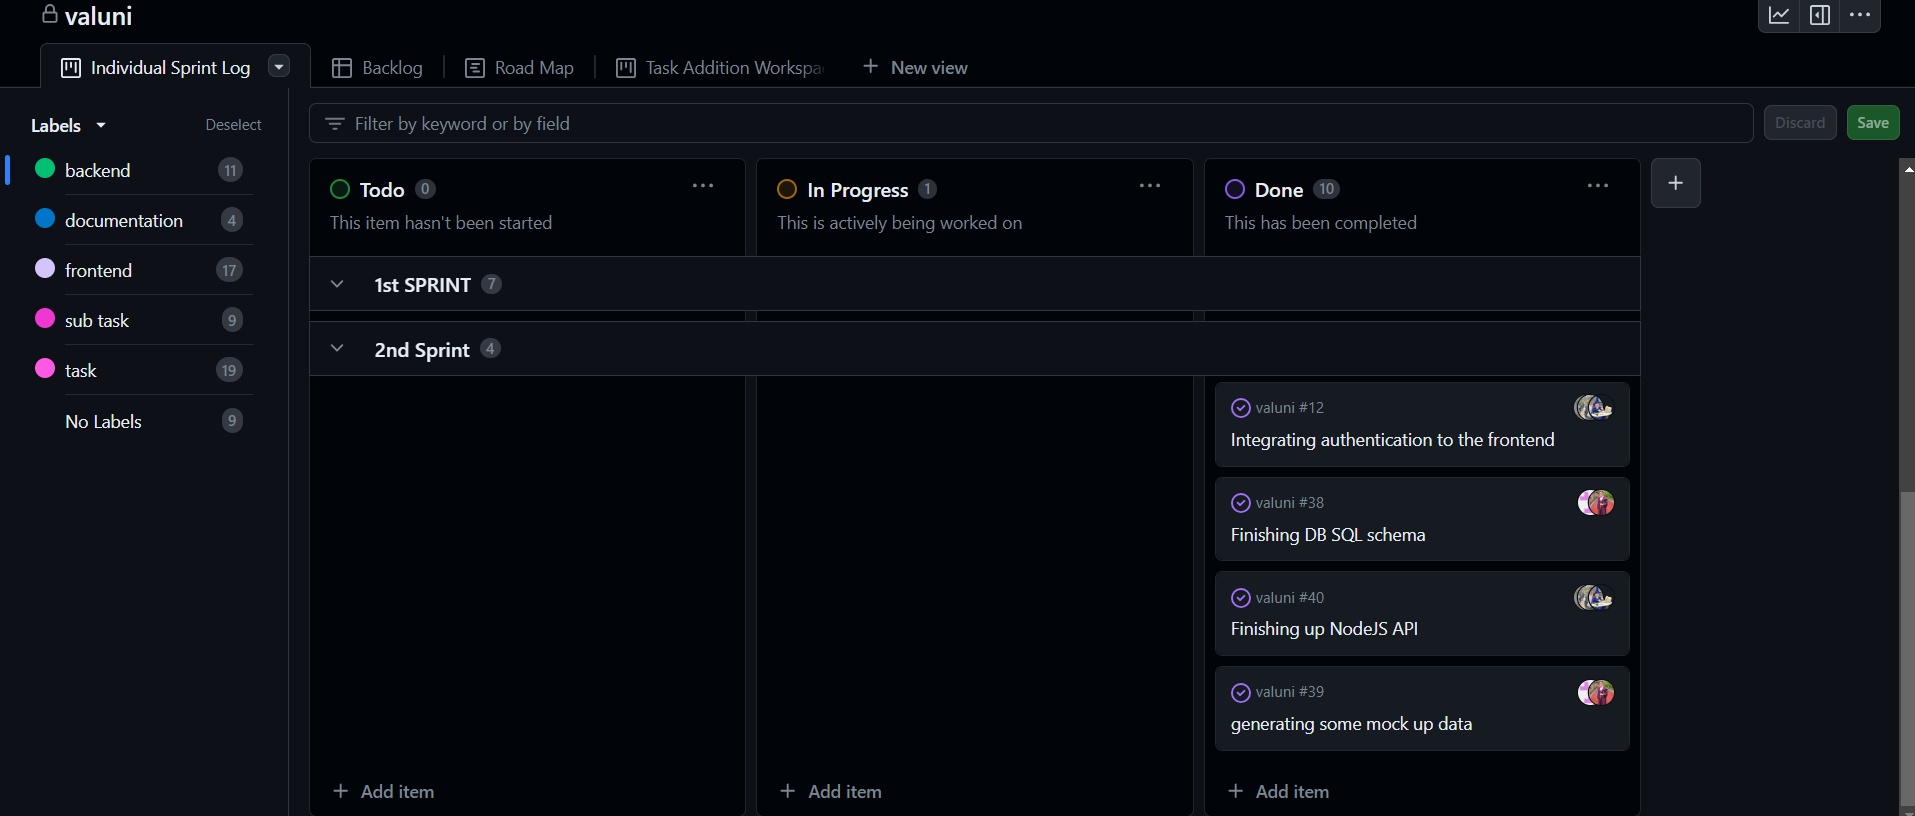 valuni
Individual Sprint Log
Backlog
Road Map
Task Addition Workspa
New view
Labels
Deselect
backend 11
documentation 4
frontend 17
sub task 9
task 19
No Labels 9
Filter by keyword or by field
Discard
Save
Todo 0
This item hasn't been started
In Progress 1
This is actively being worked on
Done 10
This has been completed
1st SPRINT 7
2nd Sprint 4
valuni #12
Integrating authentication to the frontend
valuni #38
Finishing DB SQL schema
valuni #40
Finishing up NodeJS API
valuni #39
generating some mock up data
Add item
Add item
Add item